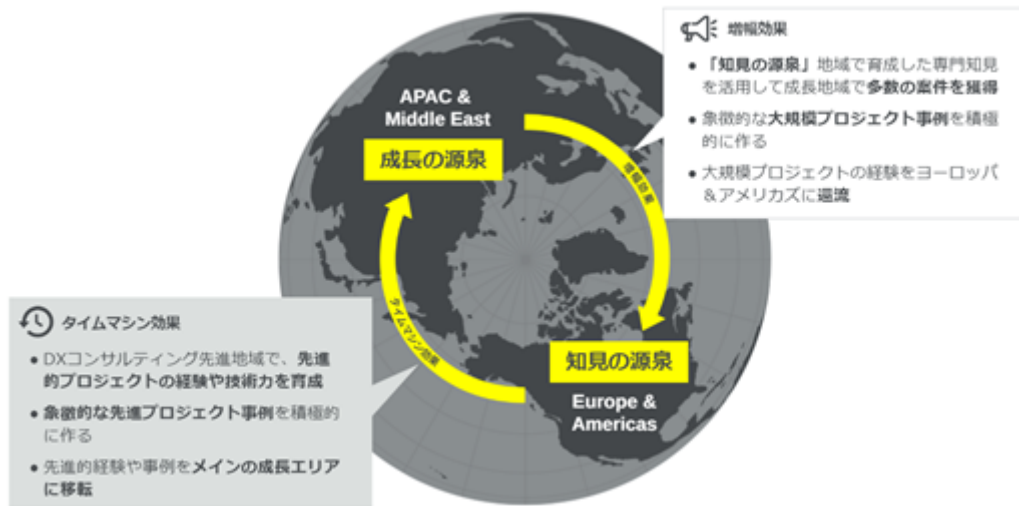 増幅効果
• 「知見の源泉」地域で育成した専門知見
を活用して成長地域で多数の案件を獲得
• 象徴的な大規模プロジェクト事例を積極
的に作る
• 大規模プロジェクトの経験をヨーロッパ
＆アメリカズに還流
APAC &
Middle East
成長の源泉
増幅効果
タイムマシン効果
知見の源泉
Europe &
Americas
タイムマシン効果
• DXコンサルティング先進地域で、先進
的プロジェクトの経験や技術力を育成
• 象徴的な先進プロジェクト事例を積極的
に作る
• 先進的経験や事例をメインの成長エリア
に移転